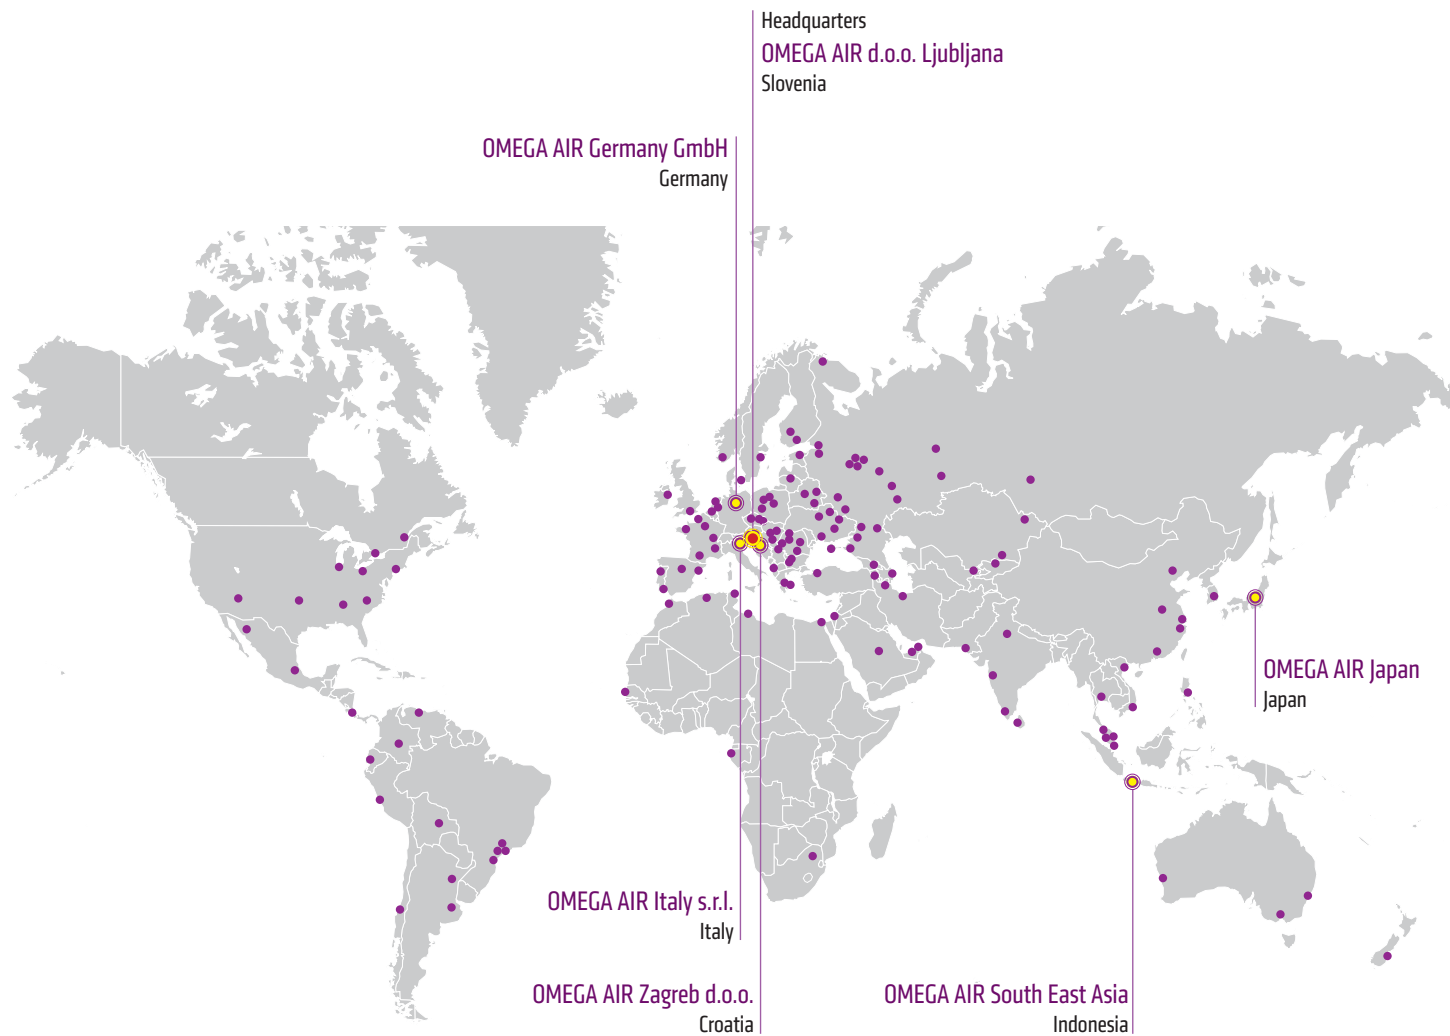 Headquarters
OMEGA AIR d.o.o. Ljubljana
Slovenia
OMEGA AIR Germany GmbH
Germany
OMEGA AIR Japan
Japan
OMEGA AIR Italy s.r.l.
Italy
OMEGA AIR Zagreb d.o.o.
Croatia
OMEGA AIR South East Asia
Indonesia